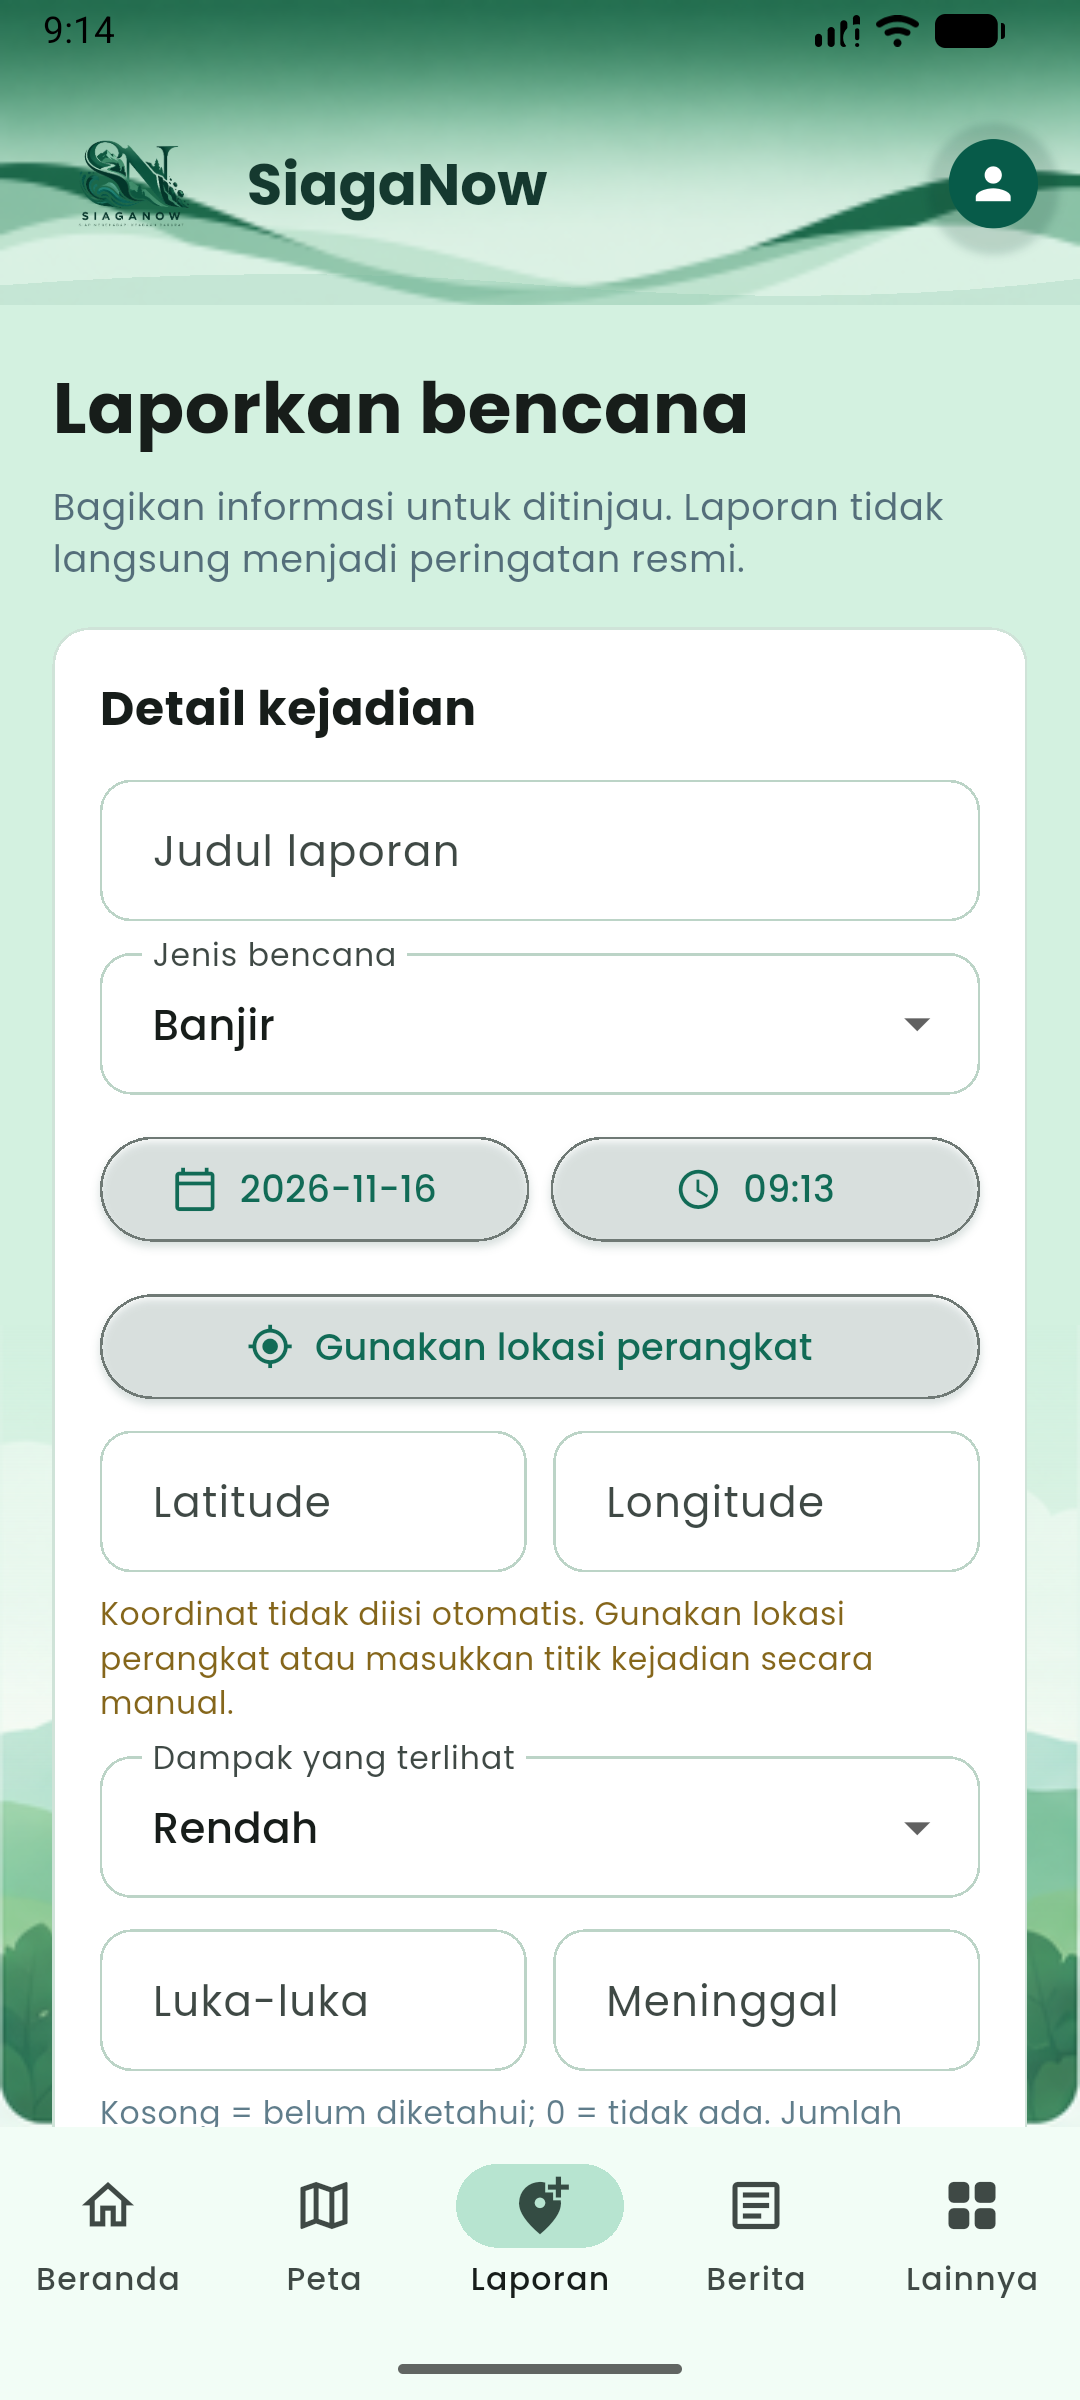 9:14
SIAGANOW
SiagaNow
Laporkan bencana
Bagikan informasi untuk ditinjau. Laporan tidak
langsung menjadi peringatan resmi.
Detail kejadian
Judul laporan
Jenis bencana
Banjir
2026-11-16
09:13
Gunakan lokasi perangkat
Latitude
Longitude
Koordinat tidak diisi otomatis. Gunakan lokasi
perangkat atau masukkan titik kejadian secara
manual.
Dampak yang terlihat
Rendah
Luka-luka
Meninggal
Kosong = belum diketahui; 0 = tidak ada. Jumlah
Beranda
Peta
Laporan
Berita
Lainnya